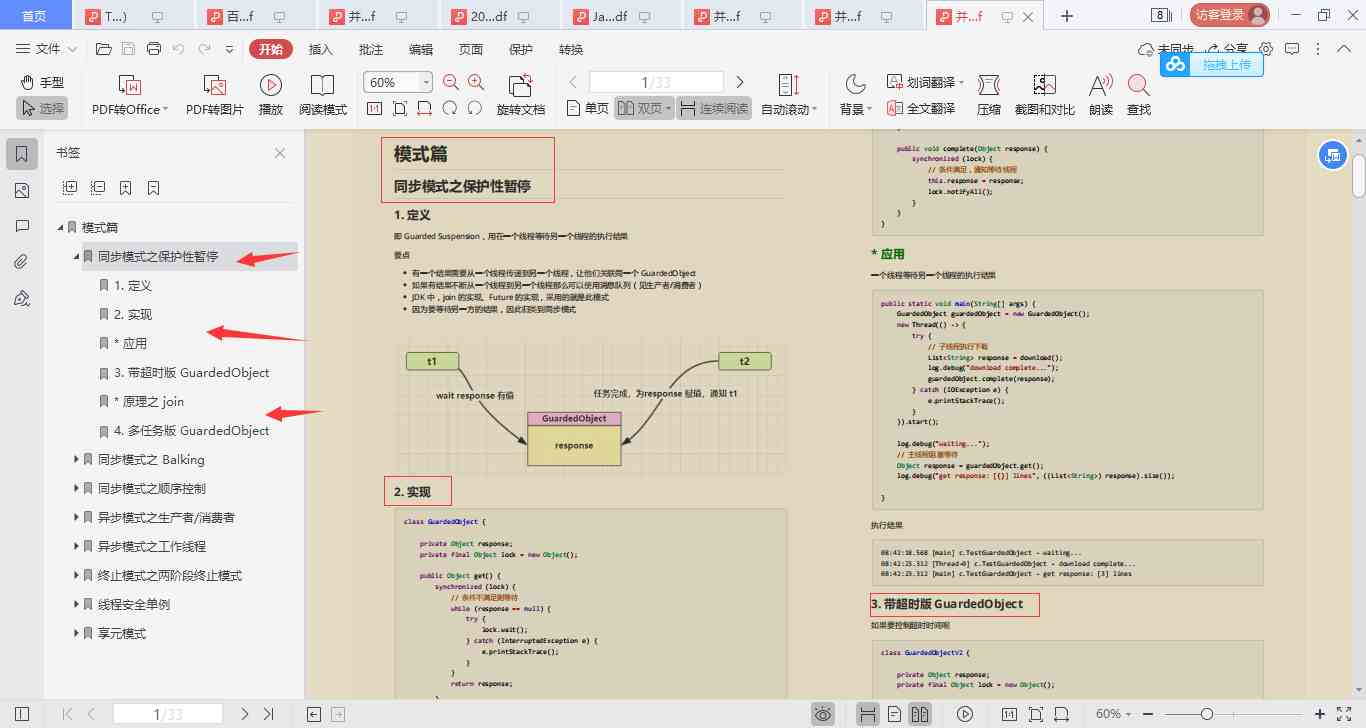 首页
T...)
百...f
并...f
20...df
Ja...df
并...f
并...f
并...f
8
访客登录
文件
开始
插入
批注
编辑
页面
保护
转换
未同步
分享
拖拽上传
手型
选择
PDF转Office
PDF转图片
播放
阅读模式
60%
旋转文档
1/33
单页
双页
连续阅读
自动滚动
背景
划词翻译
全文翻译
压缩
截图和对比
朗读
查找
书签
模式篇
同步模式之保护性暂停
1. 定义
2. 实现
* 应用
3. 带超时版 GuardedObject
* 原理之 join
4. 多任务版 GuardedObject
同步模式之 Balking
同步模式之顺序控制
异步模式之生产者/消费者
异步模式之工作线程
终止模式之两阶段终止模式
线程安全单例
享元模式
模式篇
同步模式之保护性暂停
1. 定义
即 Guarded Suspension，用在一个线程等待另一个线程的执行结果
要点
有一个结果需要从一个线程传递到另一个线程，让他们关联同一个 GuardedObject
如果有结果不断从一个线程到另一个线程那么可以使用消息队列（见生产者/消费者）
JDK 中，join 的实现、Future 的实现，采用的就是此模式
因为要等待另一方的结果，因此归类到同步模式
t1
t2
wait response 有值
任务完成，为response 赋值，通知 t1
GuardedObject
response
2. 实现
class GuardedObject {
private Object response;
private final Object lock = new Object();
public Object get() {
synchronized (lock) {
// 条件不满足则等待
while (response == null) {
try {
lock.wait();
} catch (InterruptedException e) {
e.printStackTrace();
}
}
return response;
}
public void complete(Object response) {
synchronized (lock) {
// 条件满足，通知等待线程
this.response = response;
lock.notifyAll();
}
}
}
* 应用
一个线程等待另一个线程的执行结果
public static void main(String[] args) {
GuardedObject guardedObject = new GuardedObject();
new Thread(() -> {
try {
// 子线程执行下载
List<String> response = download();
log.debug("download complete...");
guardedObject.complete(response);
} catch (IOException e) {
e.printStackTrace();
}
}).start();
log.debug("waiting...");
// 主线程阻塞等待
Object response = guardedObject.get();
log.debug("get response: [{}] lines", ((List<String>) response).size());
}
执行结果
08:42:18.568 [main] c.TestGuardedObject - waiting...
08:42:23.312 [Thread-0] c.TestGuardedObject - download complete...
08:42:23.312 [main] c.TestGuardedObject - get response: [3] lines
3. 带超时版 GuardedObject
如果要控制超时时间呢
class GuardedObjectV2 {
private Object response;
private final Object lock = new Object();
1/33
60%